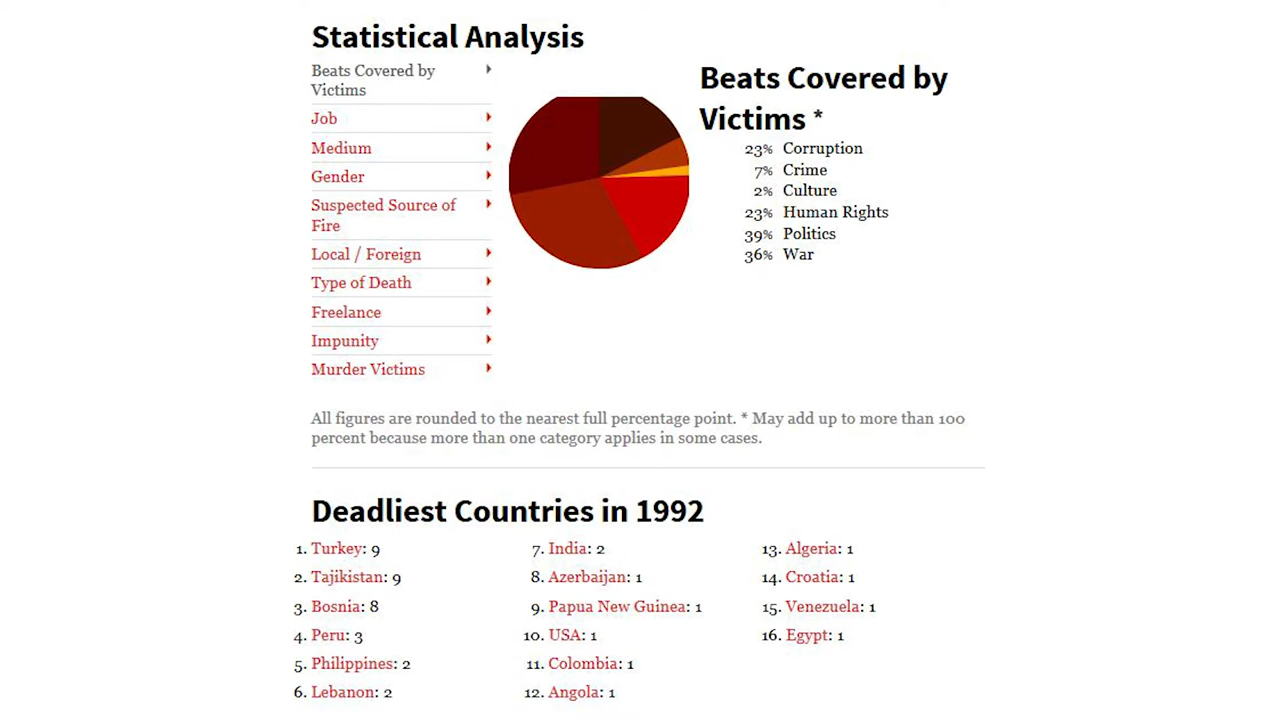 Statistical Analysis
Beats Covered by
Victims
Job
Medium
Gender
Suspected Source of
Fire
Local / Foreign
Type of Death
Freelance
Impunity
Murder Victims
Beats Covered by
Victims *
23% Corruption
7% Crime
2% Culture
23% Human Rights
39% Politics
36% War
All figures are rounded to the nearest full percentage point. * May add up to more than 100
percent because more than one category applies in some cases.
Deadliest Countries in 1992
1. Turkey: 9
2. Tajikistan: 9
3. Bosnia: 8
4. Peru: 3
5. Philippines: 2
6. Lebanon: 2
7. India: 2
8. Azerbaijan: 1
9. Papua New Guinea: 1
10. USA: 1
11. Colombia: 1
12. Angola: 1
13. Algeria: 1
14. Croatia: 1
15. Venezuela: 1
16. Egypt: 1